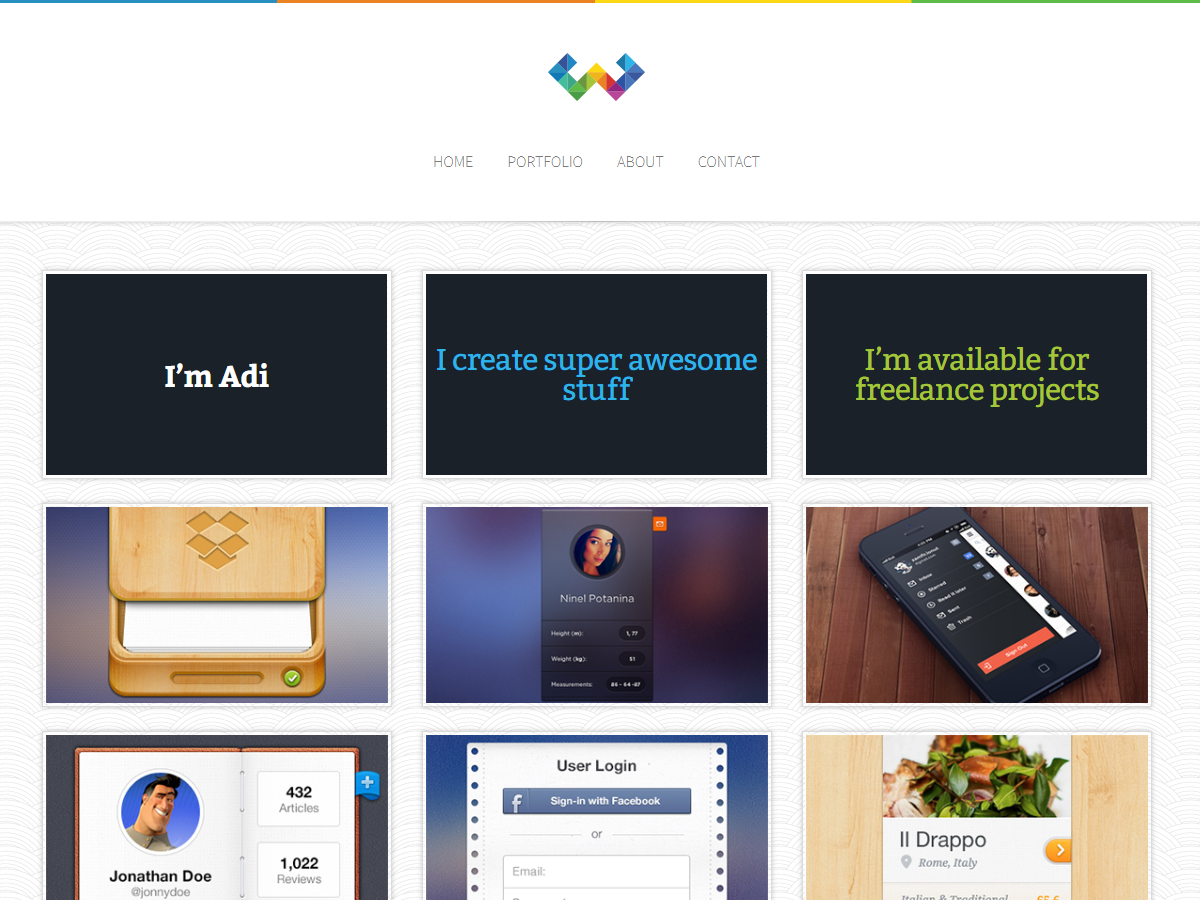 HOME PORTFOLIO ABOUT CONTACT
I'm Adi
I create super awesome
stuff
I'm available for
freelance projects
Ninel Potanina
Height (m): 1, 77
Weight (kg): 51
Measurements: 86 - 64 -87
Inbox
Starred
Read it later
Sent
Trash
Sign Out
432
Articles
1,022
Reviews
Jonathan Doe
@jonnydoe
User Login
f Sign-in with Facebook
or
Email:
Il Drappo
Rome, Italy
Italian & Traditional